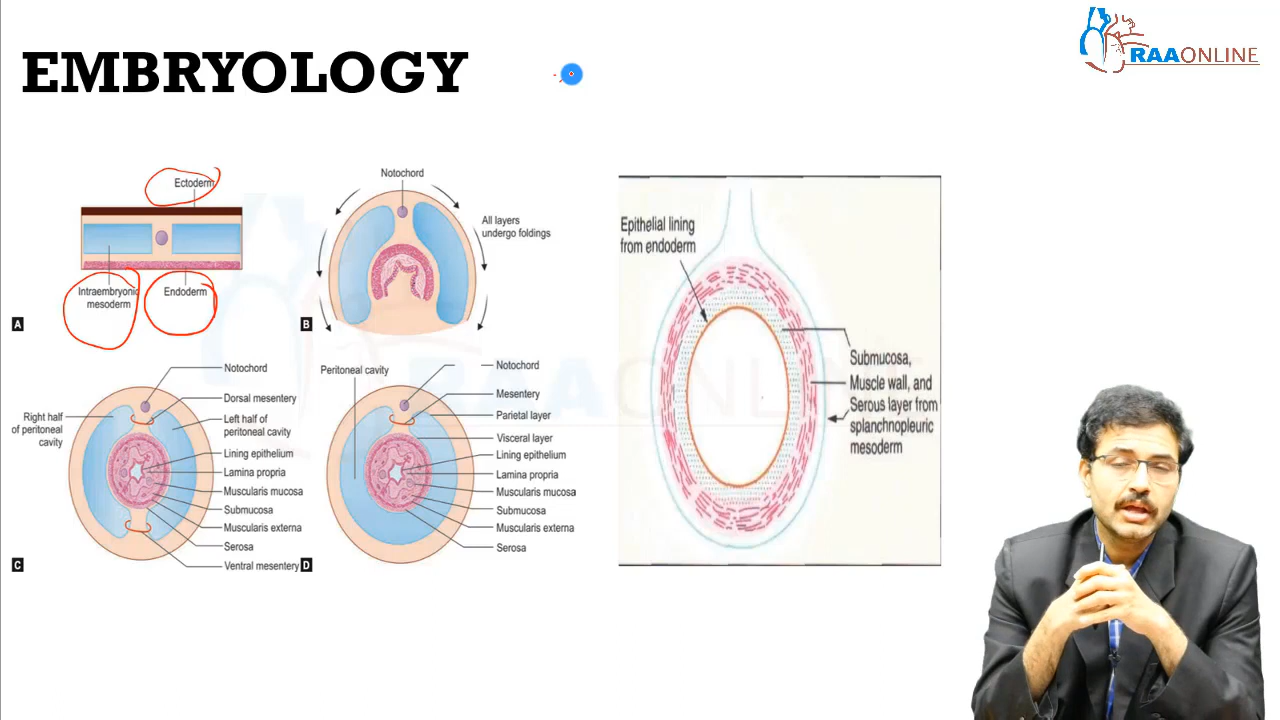 EMBRYOLOGY
RAAONLINE
Ectoderm
Intraembryonic
mesoderm
Endoderm
A
Notochord
All layers
undergo foldings
B
Notochord
Dorsal mesentery
Right half
of peritoneal
cavity
Left half of
peritoneal cavity
Lining epithelium
Lamina propria
Muscularis mucosa
Submucosa
Muscularis externa
Serosa
Ventral mesentery
C
Peritoneal cavity
Notochord
Mesentery
Parietal layer
Visceral layer
Lining epithelium
Lamina propria
Muscularis mucosa
Submucosa
Muscularis externa
Serosa
D
Epithelial lining
from endoderm
Submucosa,
Muscle wall, and
Serous layer from
splanchnopleuric
mesoderm
RAAONLINE